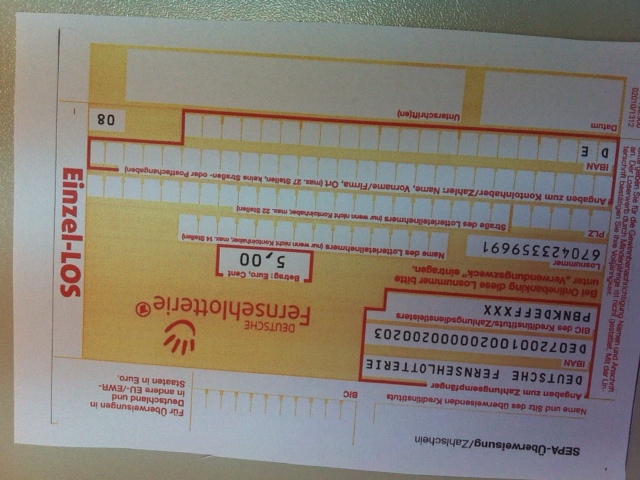 SEPA-Überweisung/Zahlschein
Für Überweisungen in
Deutschland und
in andere EU-/EWR-
Staaten in Euro.
Name und Sitz des überweisenden Kreditinstituts
BIC
Angaben zum Zahlungsempfänger
DEUTSCHE FERNSEHLOTTERIE
IBAN
DE07200100200000200203
BIC des Kreditinstituts/Zahlungsdienstleisters
PBNKDEFFXXX
DEUTSCHE
Fernsehlotterie
Bei Onlinebanking diese Losnummer bitte
unter „Verwendungszweck" eintragen.
Betrag: Euro, Cent
5,00
Losnummer
670423359691
Name des Lotterieteilnehmers (nur wenn nicht Kontoinhaber, max. 14 Stellen)
PLZ
Straße des Lotterieteilnehmers (nur wenn nicht Kontoinhaber, max. 22 Stellen)
Angaben zum Kontoinhaber/Zahler: Name, Vorname/Firma, Ort (max. 27 Stellen, keine Straßen- oder Postfachangaben)
IBAN
DE
08
Datum
Unterschrift(en)
Einzel-LOS